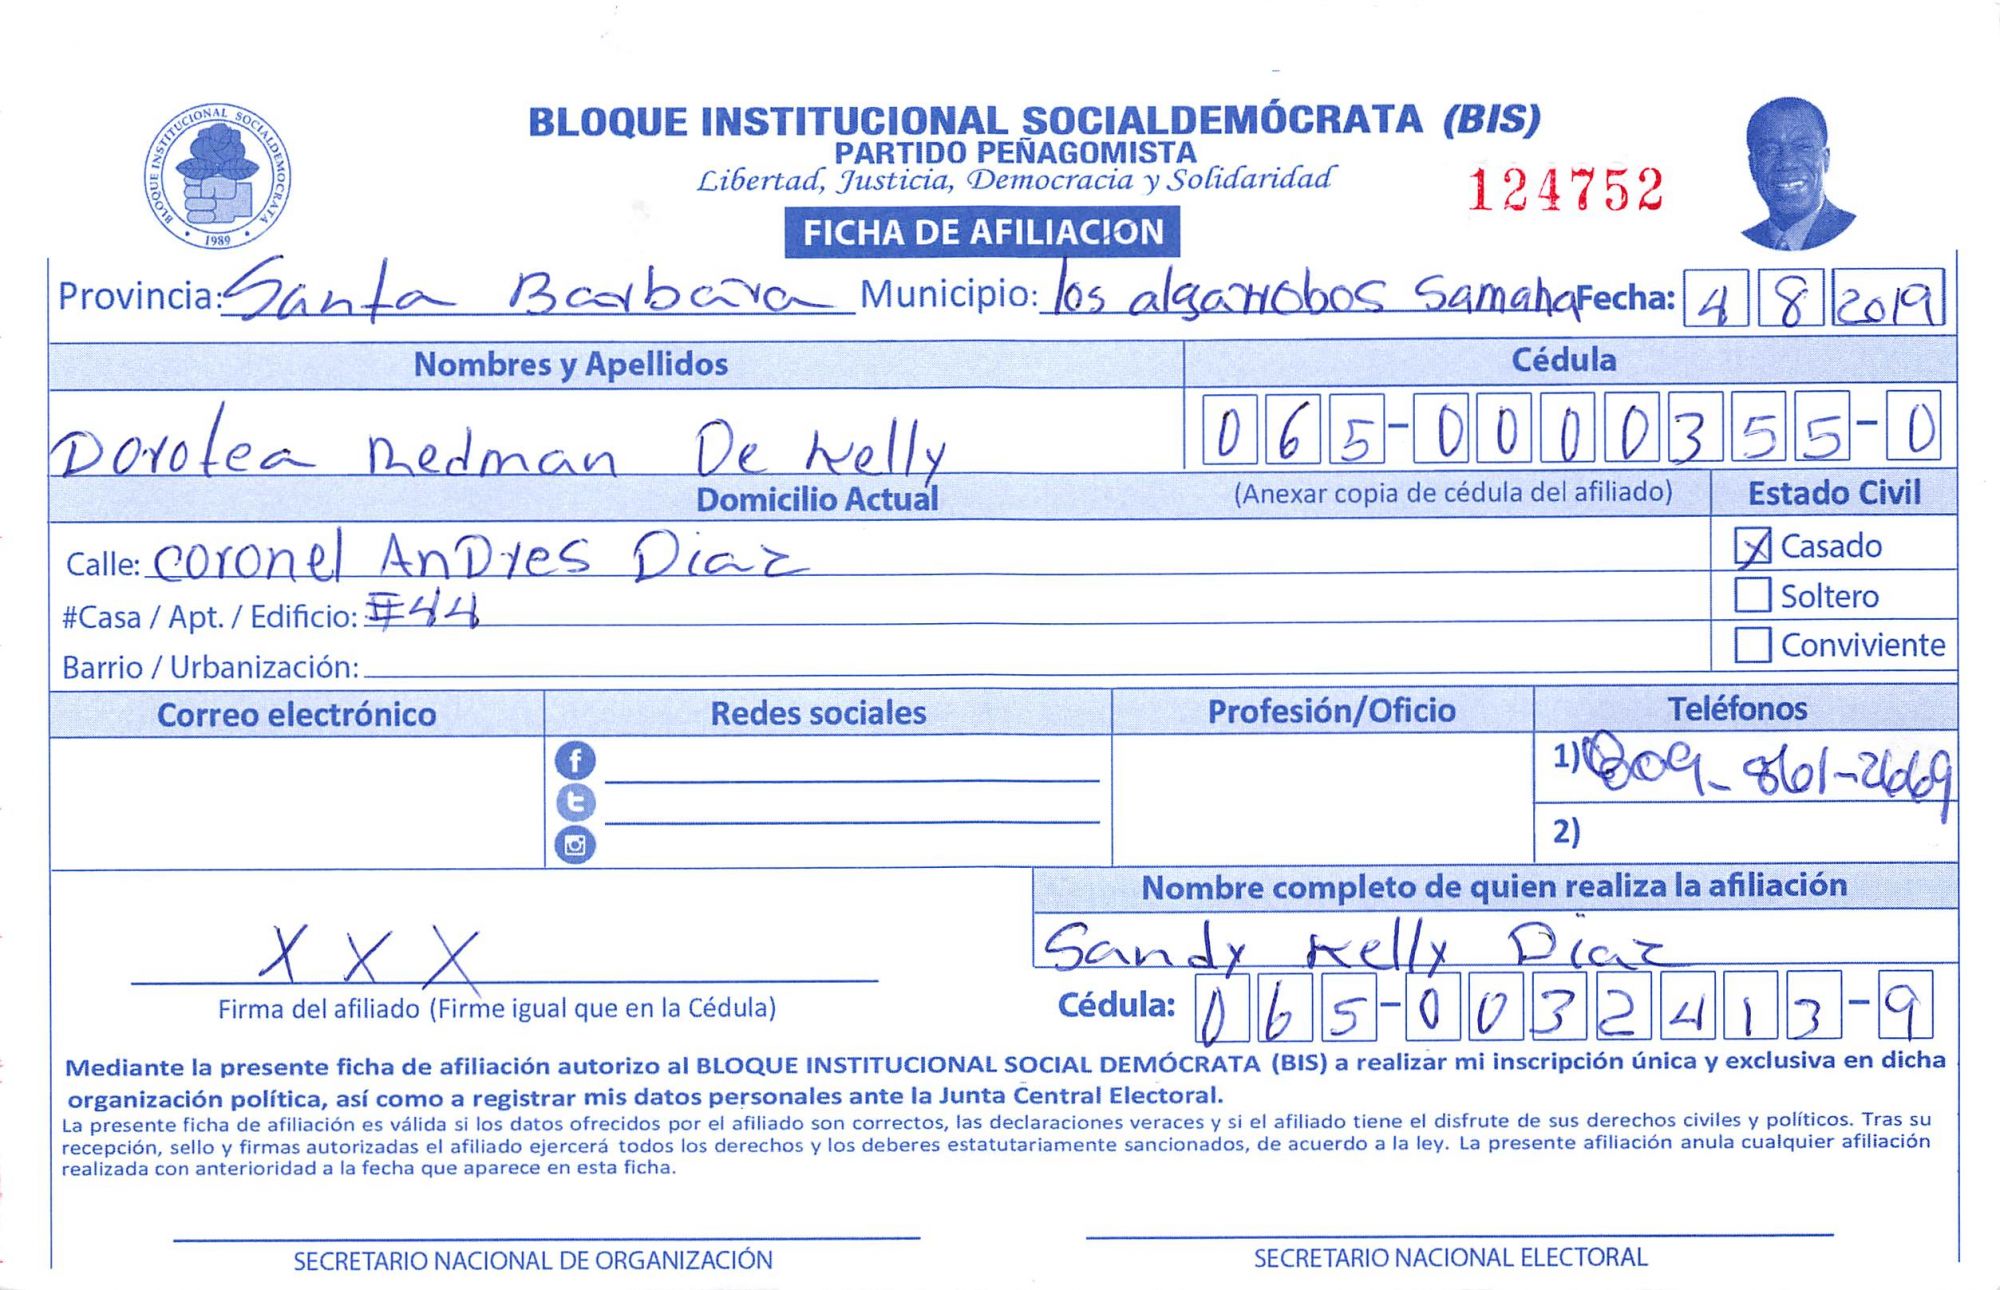 BLOQUE INSTITUCIONAL SOCIALDEMÓCRATA (BIS)
PARTIDO PEÑAGOMISTA
Libertad, Justicia, Democracia y Solidaridad
124752
BLOQUE INSTITUCIONAL SOCIALDEMOCRATA
1989
FICHA DE AFILIACION
Provincia: Santa Barbara Municipio: los algarrobos Samana Fecha: 4 8 2019
Nombres y Apellidos Cédula
Dorotea Redman De Kelly 065-0000355-0
Domicilio Actual (Anexar copia de cédula del afiliado) Estado Civil
Calle: Coronel AnDres Diaz X Casado
#Casa / Apt. / Edificio: #44 Soltero
Barrio / Urbanización: Conviviente
Correo electrónico Redes sociales Profesión/Oficio Teléfonos
1) 809-861-2669
2)
Nombre completo de quien realiza la afiliación
X X X Sandy Kelly Diaz
Firma del afiliado (Firme igual que en la Cédula) Cédula: 065-0032413-9
Mediante la presente ficha de afiliación autorizo al BLOQUE INSTITUCIONAL SOCIAL DEMÓCRATA (BIS) a realizar mi inscripción única y exclusiva en dicha
organización política, así como a registrar mis datos personales ante la Junta Central Electoral.
La presente ficha de afiliación es válida si los datos ofrecidos por el afiliado son correctos, las declaraciones veraces y si el afiliado tiene el disfrute de sus derechos civiles y políticos. Tras su
recepción, sello y firmas autorizadas el afiliado ejercerá todos los derechos y los deberes estatutariamente sancionados, de acuerdo a la ley. La presente afiliación anula cualquier afiliación
realizada con anterioridad a la fecha que aparece en esta ficha.
SECRETARIO NACIONAL DE ORGANIZACIÓN SECRETARIO NACIONAL ELECTORAL